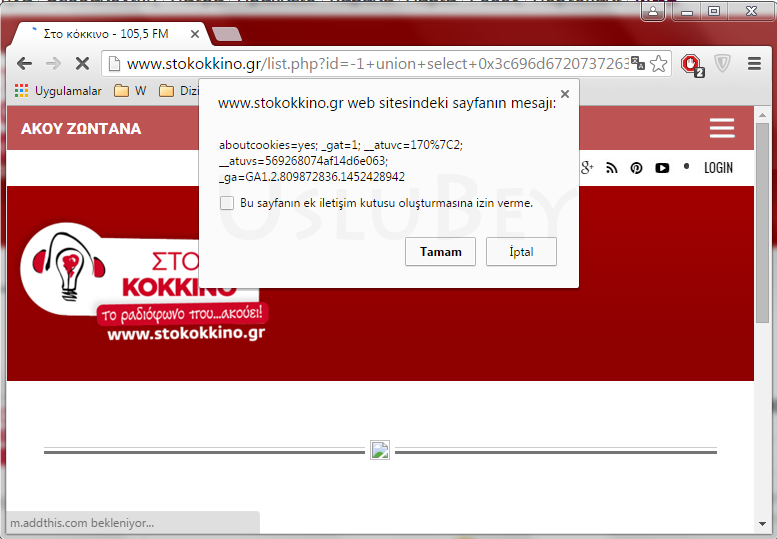 Στο κόκκινο - 105,5 FM
www.stokokkino.gr/list.php?id=-1+union+select+0x3c696d6720737263
2
Uygulamalar W Dizi
www.stokokkino.gr web sitesindeki sayfanın mesajı:
aboutcookies=yes; _gat=1; __atuvc=170%7C2;
__atuvs=569268074af14d6e063;
_ga=GA1.2.809872836.1452428942
Bu sayfanın ek iletişim kutusu oluşturmasına izin verme.
Tamam İptal
USLUBEY
ΑΚΟΥ ΖΩΝΤΑΝΑ
g+ • LOGIN
ΣΤΟ
ΚΟΚΚΙΝΟ
το ραδιόφωνο που...ακούει!
www.stokokkino.gr
m.addthis.com bekleniyor...